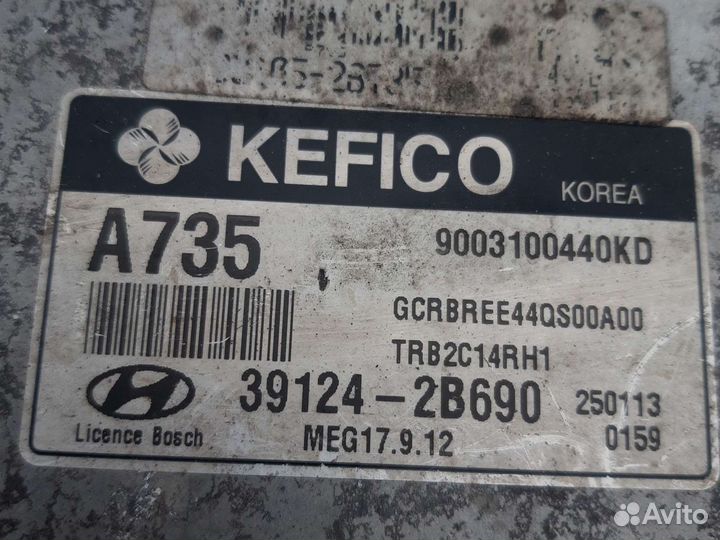 KEFICO
KOREA
A735
9003100440KD
GCRBREE44QS00A00
TRB2C14RH1
39124-2B690
250113
Licence Bosch
MEG17.9.12
0159
Avito